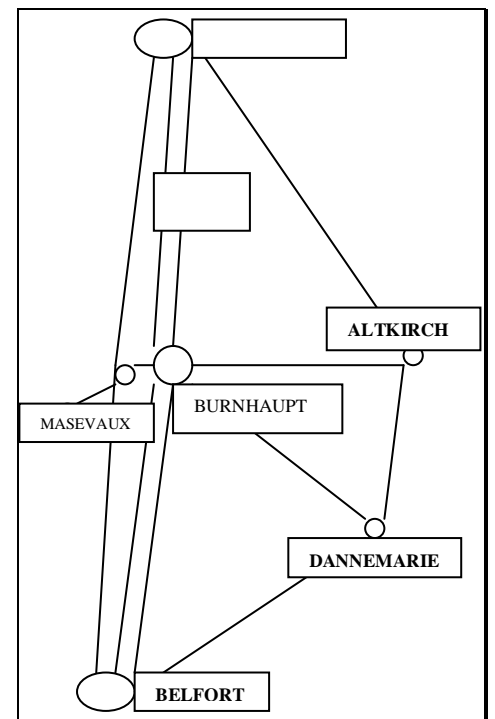 ALTKIRCH
BURNHAUPT
MASEVAUX
DANNEMARIE
BELFORT